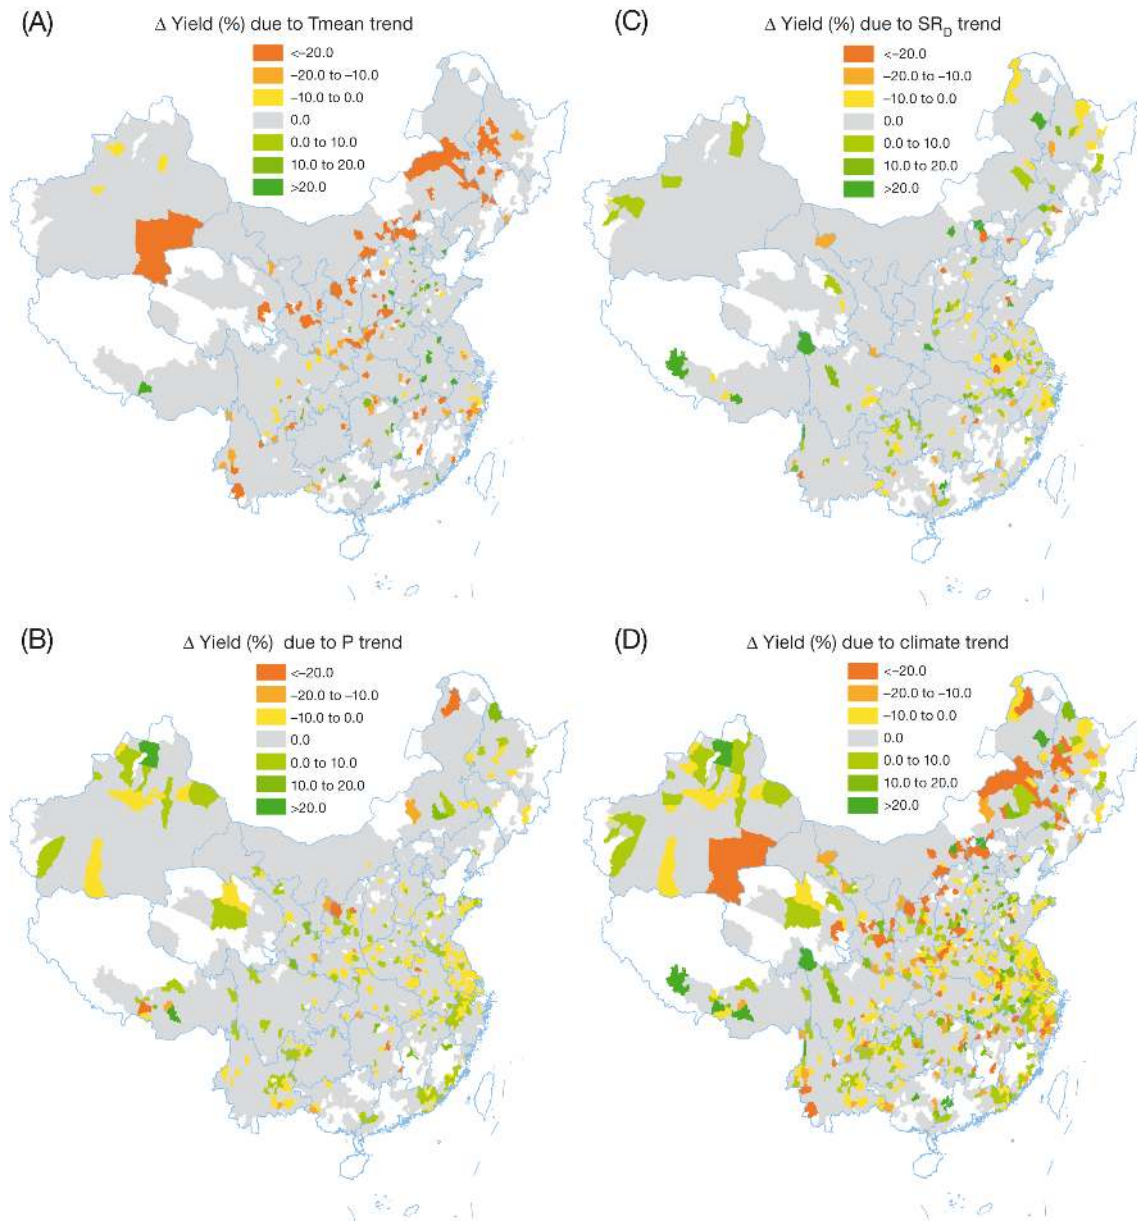 (A)
Δ Yield (%) due to Tmean trend
<–20.0
–20.0 to –10.0
–10.0 to 0.0
0.0
0.0 to 10.0
10.0 to 20.0
>20.0
(C)
Δ Yield (%) due to SR_D trend
<–20.0
–20.0 to –10.0
–10.0 to 0.0
0.0
0.0 to 10.0
10.0 to 20.0
>20.0
(B)
Δ Yield (%) due to P trend
<–20.0
–20.0 to –10.0
–10.0 to 0.0
0.0
0.0 to 10.0
10.0 to 20.0
>20.0
(D)
Δ Yield (%) due to climate trend
<–20.0
–20.0 to –10.0
–10.0 to 0.0
0.0
0.0 to 10.0
10.0 to 20.0
>20.0